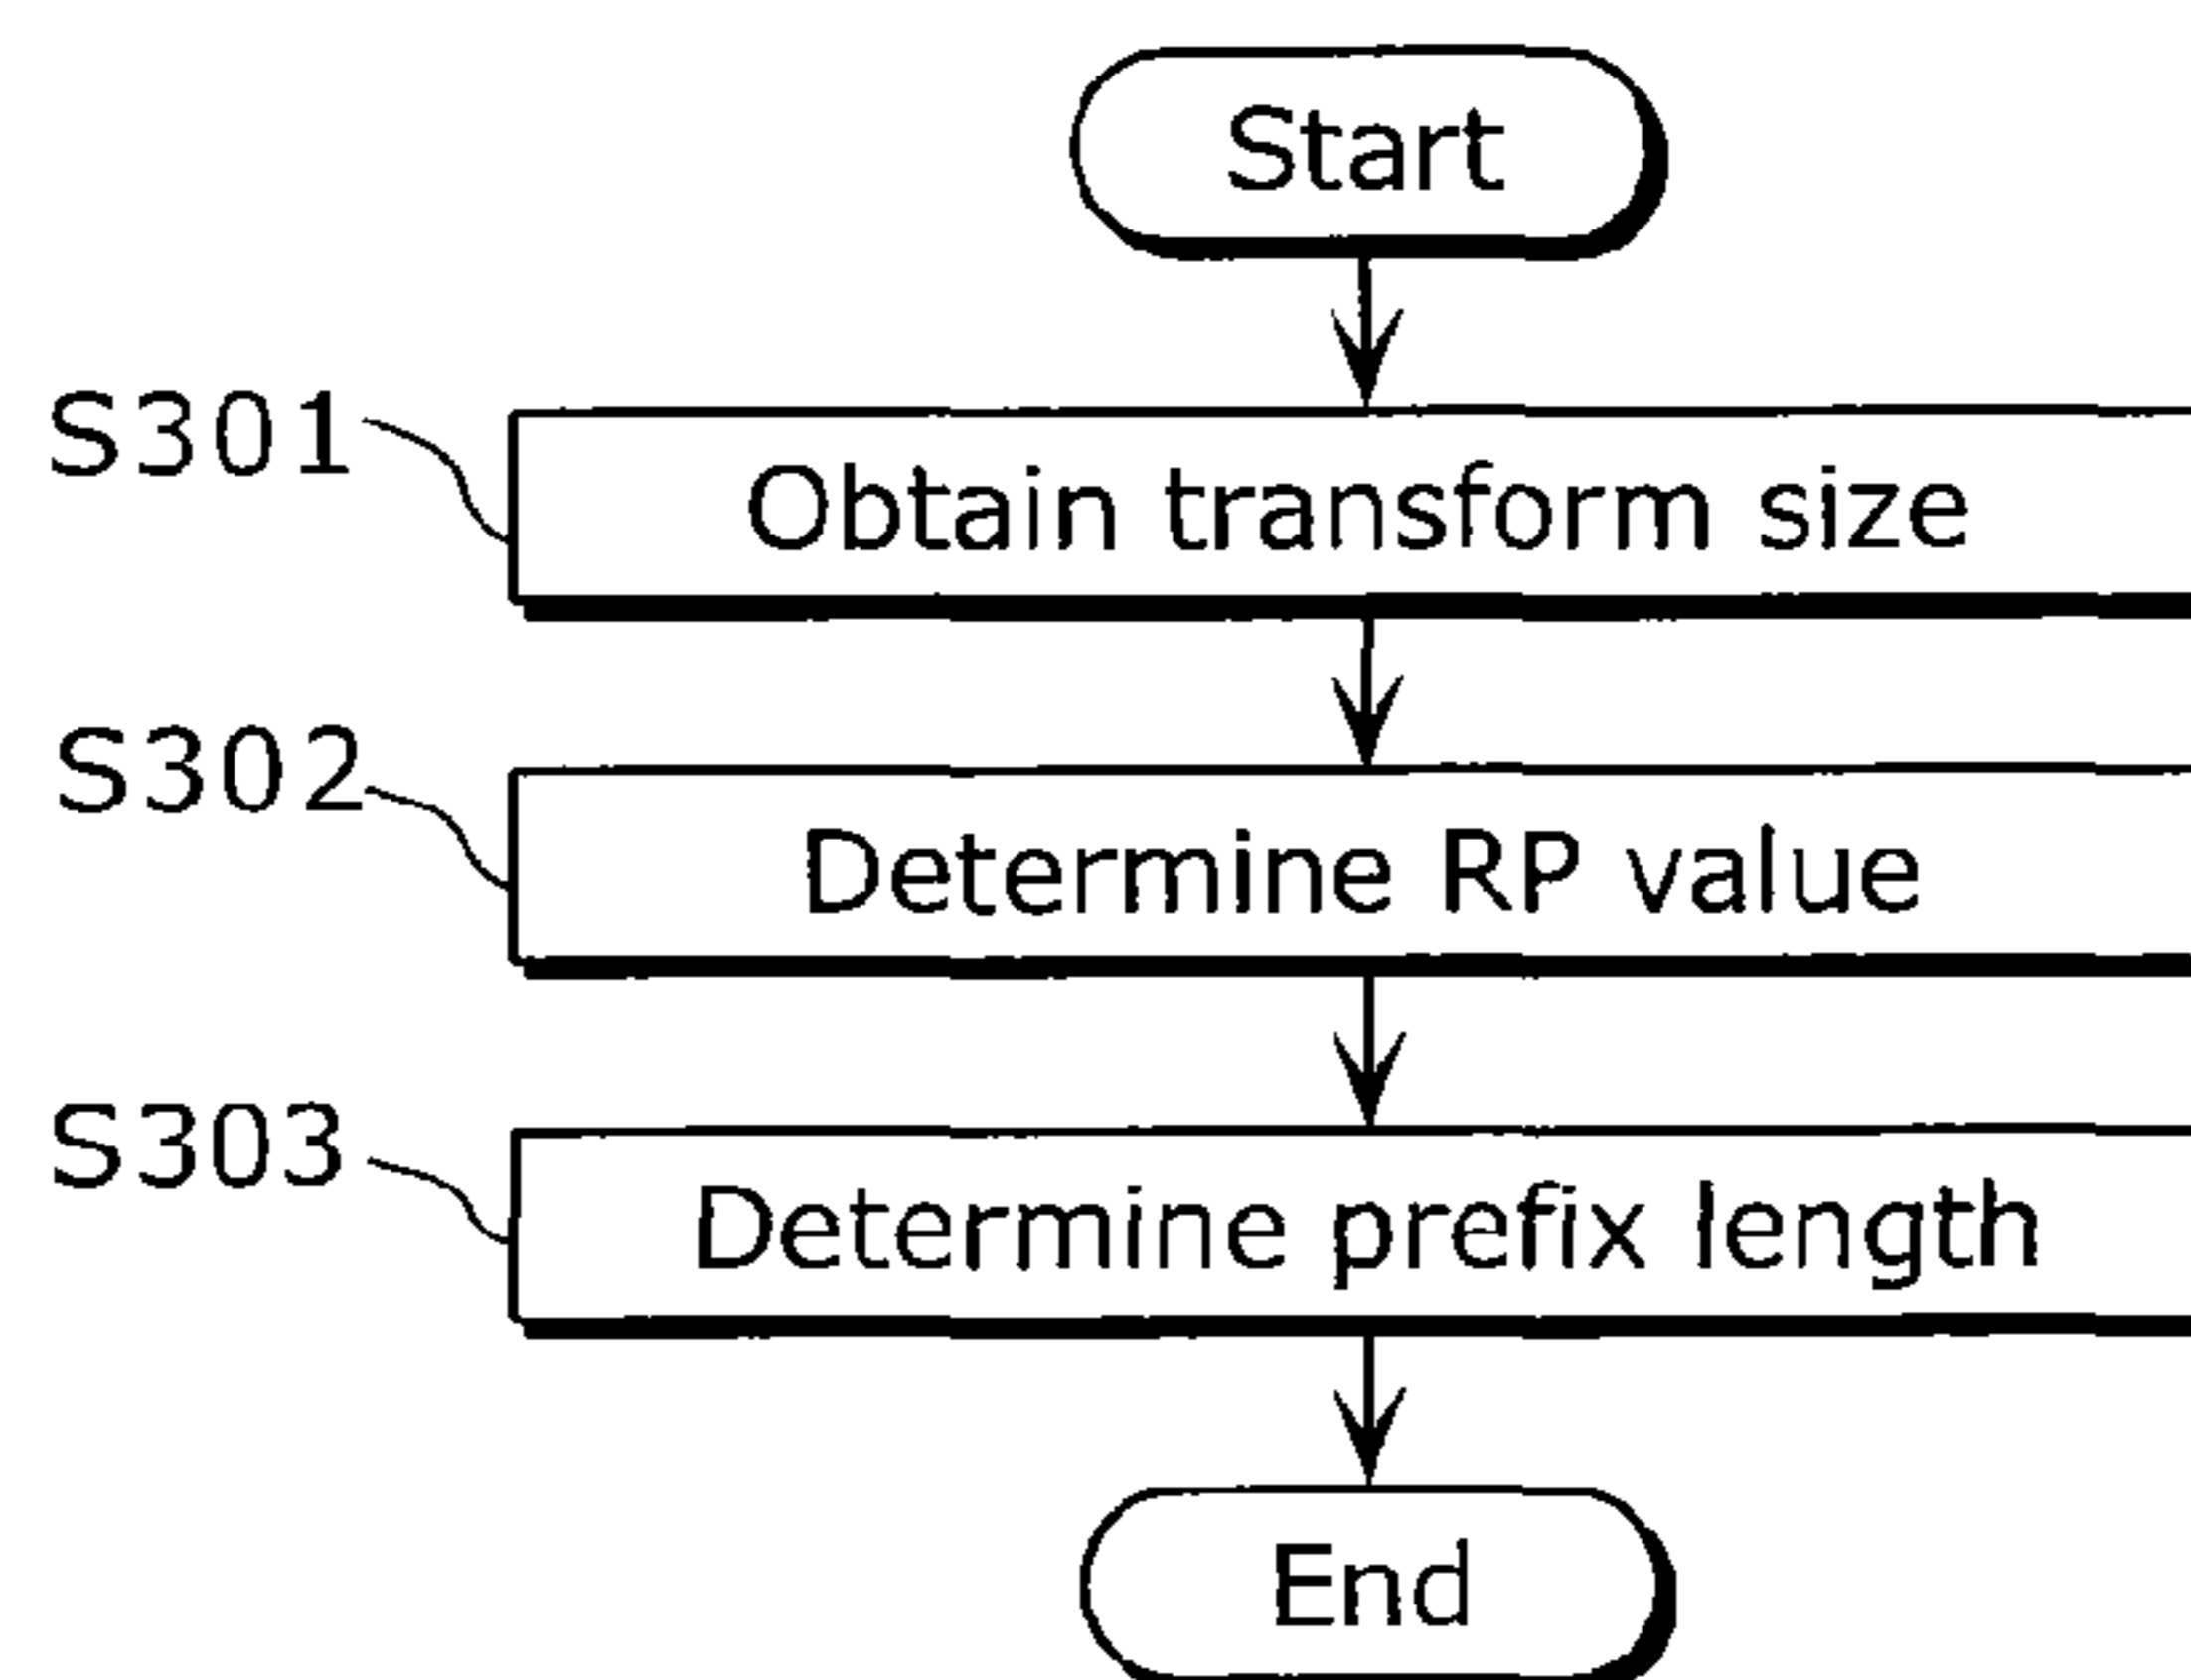 Start
S301
Obtain transform size
S302
Determine RP value
S303
Determine prefix length
End